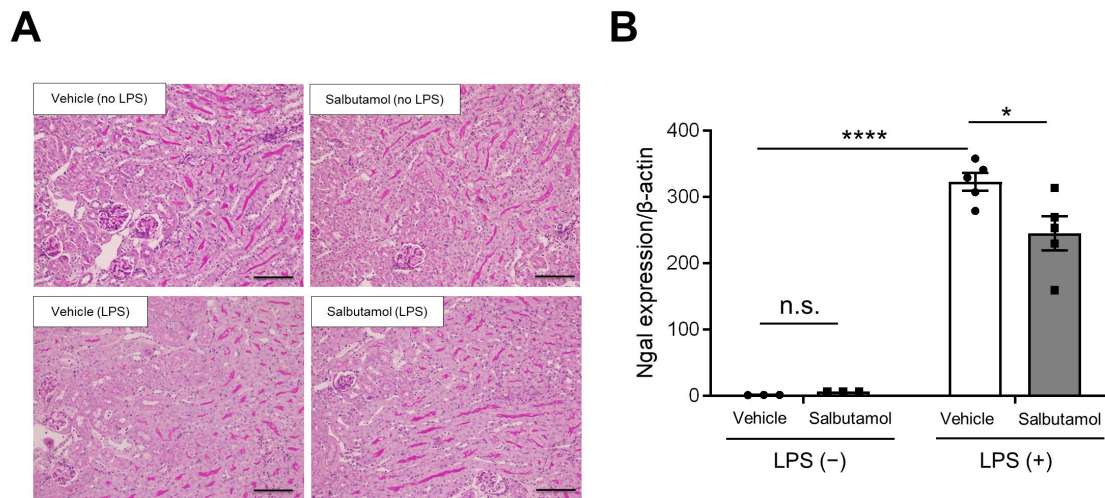 A
B
Vehicle (no LPS)
Salbutamol (no LPS)
Vehicle (LPS)
Salbutamol (LPS)
Ngal expression/β-actin
400
300
200
100
0
****
*
n.s.
Vehicle Salbutamol Vehicle Salbutamol
LPS (−) LPS (+)